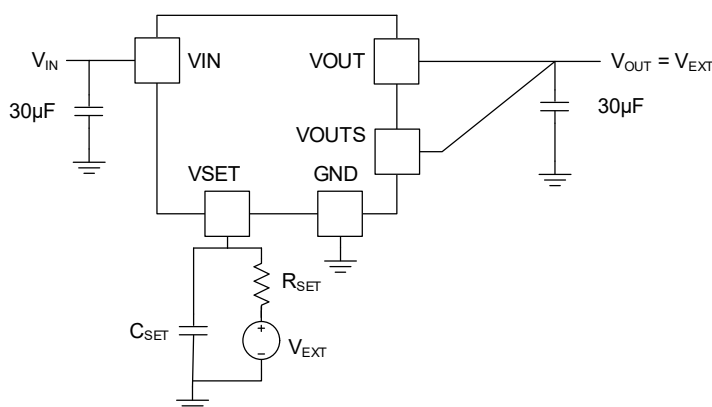 V_IN
VIN
VOUT
V_OUT = V_EXT
30µF
30µF
VOUTS
VSET
GND
R_SET
C_SET
+
V_EXT
–